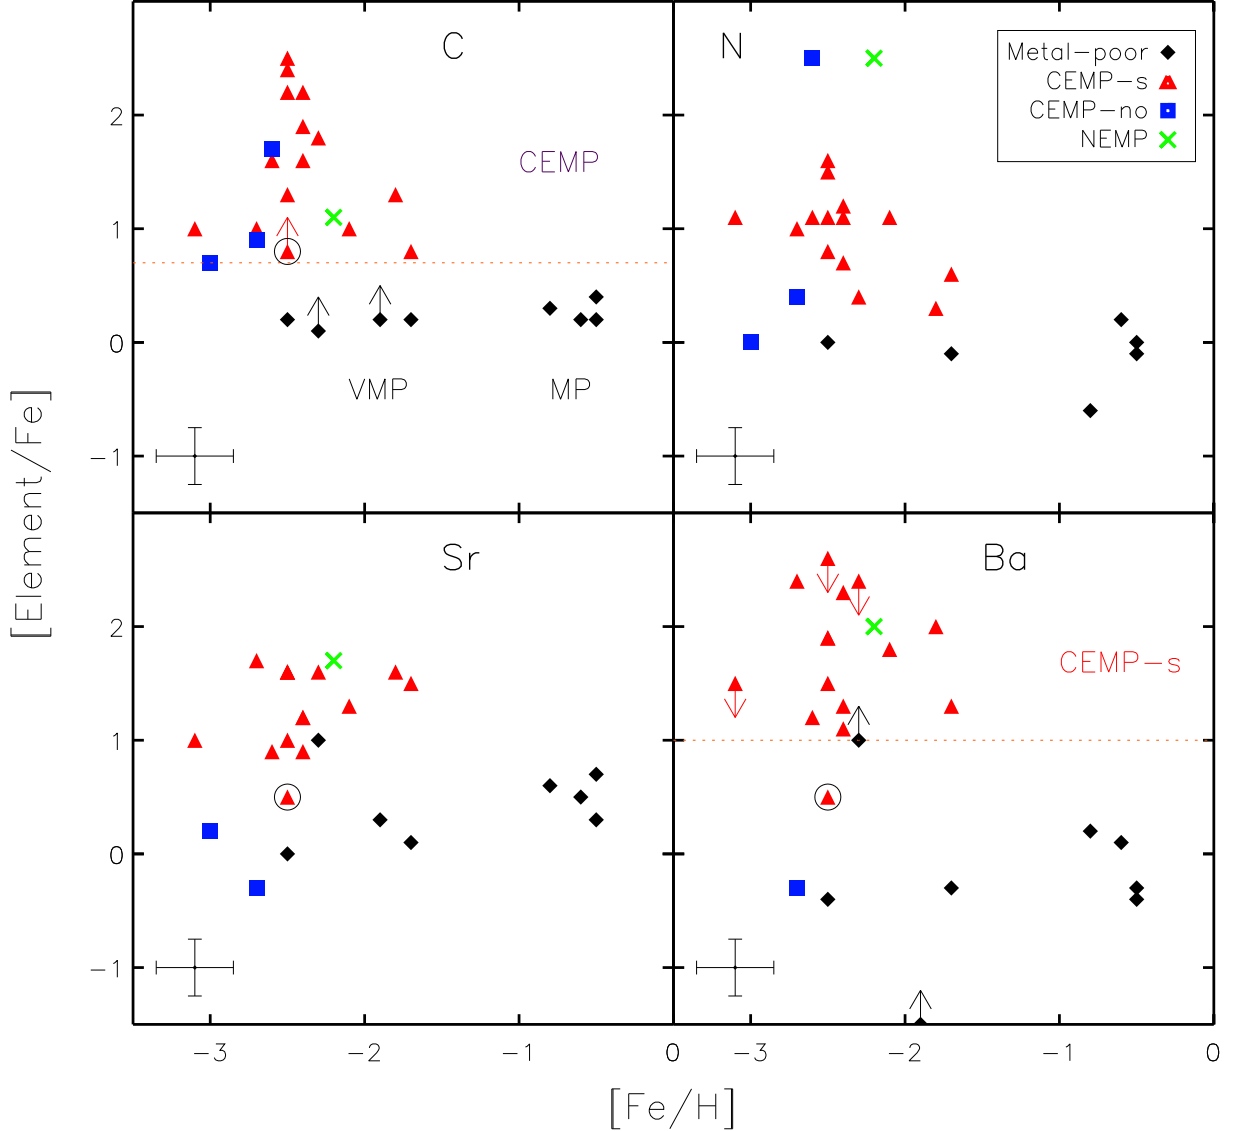 C
N
Metal-poor
CEMP-s
CEMP-no
NEMP
2
CEMP
1
0
VMP
MP
-1
[Element/Fe]
Sr
Ba
2
CEMP-s
1
0
-1
-3
-2
-1
0
-3
-2
-1
0
[Fe/H]